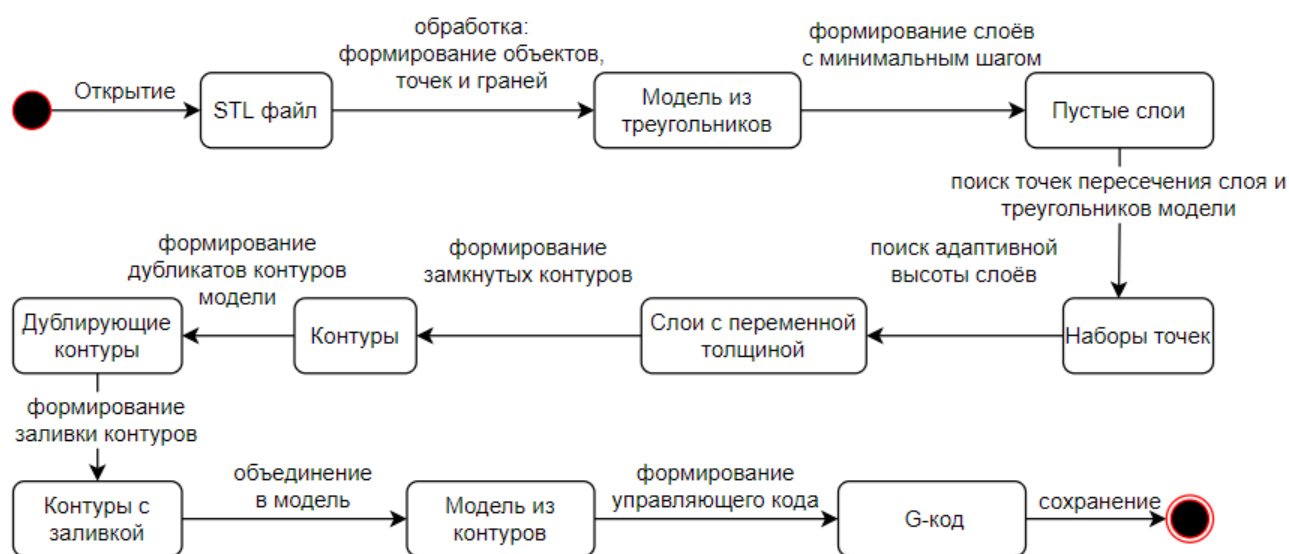 Открытие
STL файл
обработка:
формирование объектов,
точек и граней
Модель из
треугольников
формирование слоёв
с минимальным шагом
Пустые слои
поиск точек пересечения слоя и
треугольников модели
Наборы точек
поиск адаптивной
высоты слоёв
Слои с переменной
толщиной
формирование
замкнутых контуров
Контуры
формирование
дубликатов контуров
модели
Дублирующие
контуры
формирование
заливки контуров
Контуры с
заливкой
объединение
в модель
Модель из
контуров
формирование
управляющего кода
G-код
сохранение